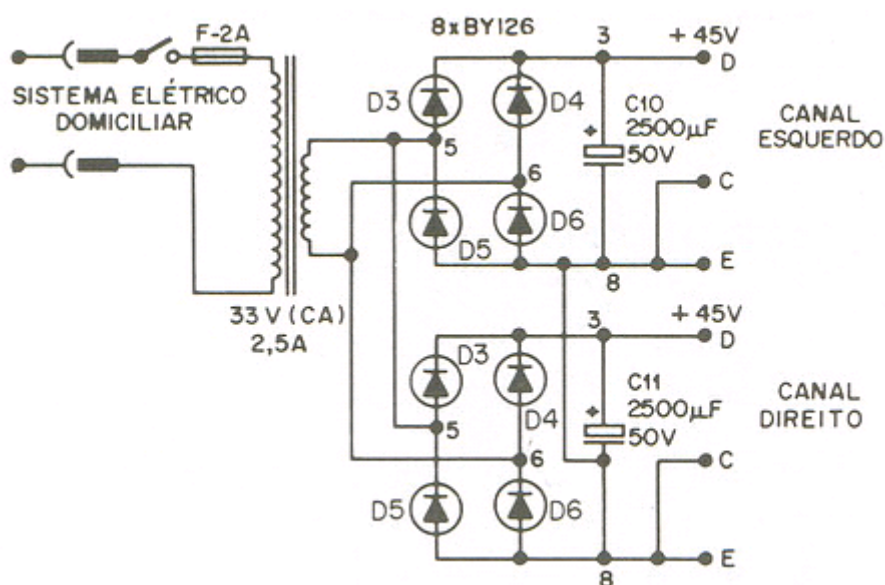 F-2A
8xBY126
SISTEMA ELÉTRICO
DOMICILIAR
33 V (CA)
2,5A
D3
D4
5
6
D5
D6
3
+ 45V
D
C10
+
2500µF
50V
CANAL
ESQUERDO
C
E
8
D3
D4
5
6
D5
D6
3
+ 45V
D
C11
+
2500µF
50V
CANAL
DIREITO
C
E
8